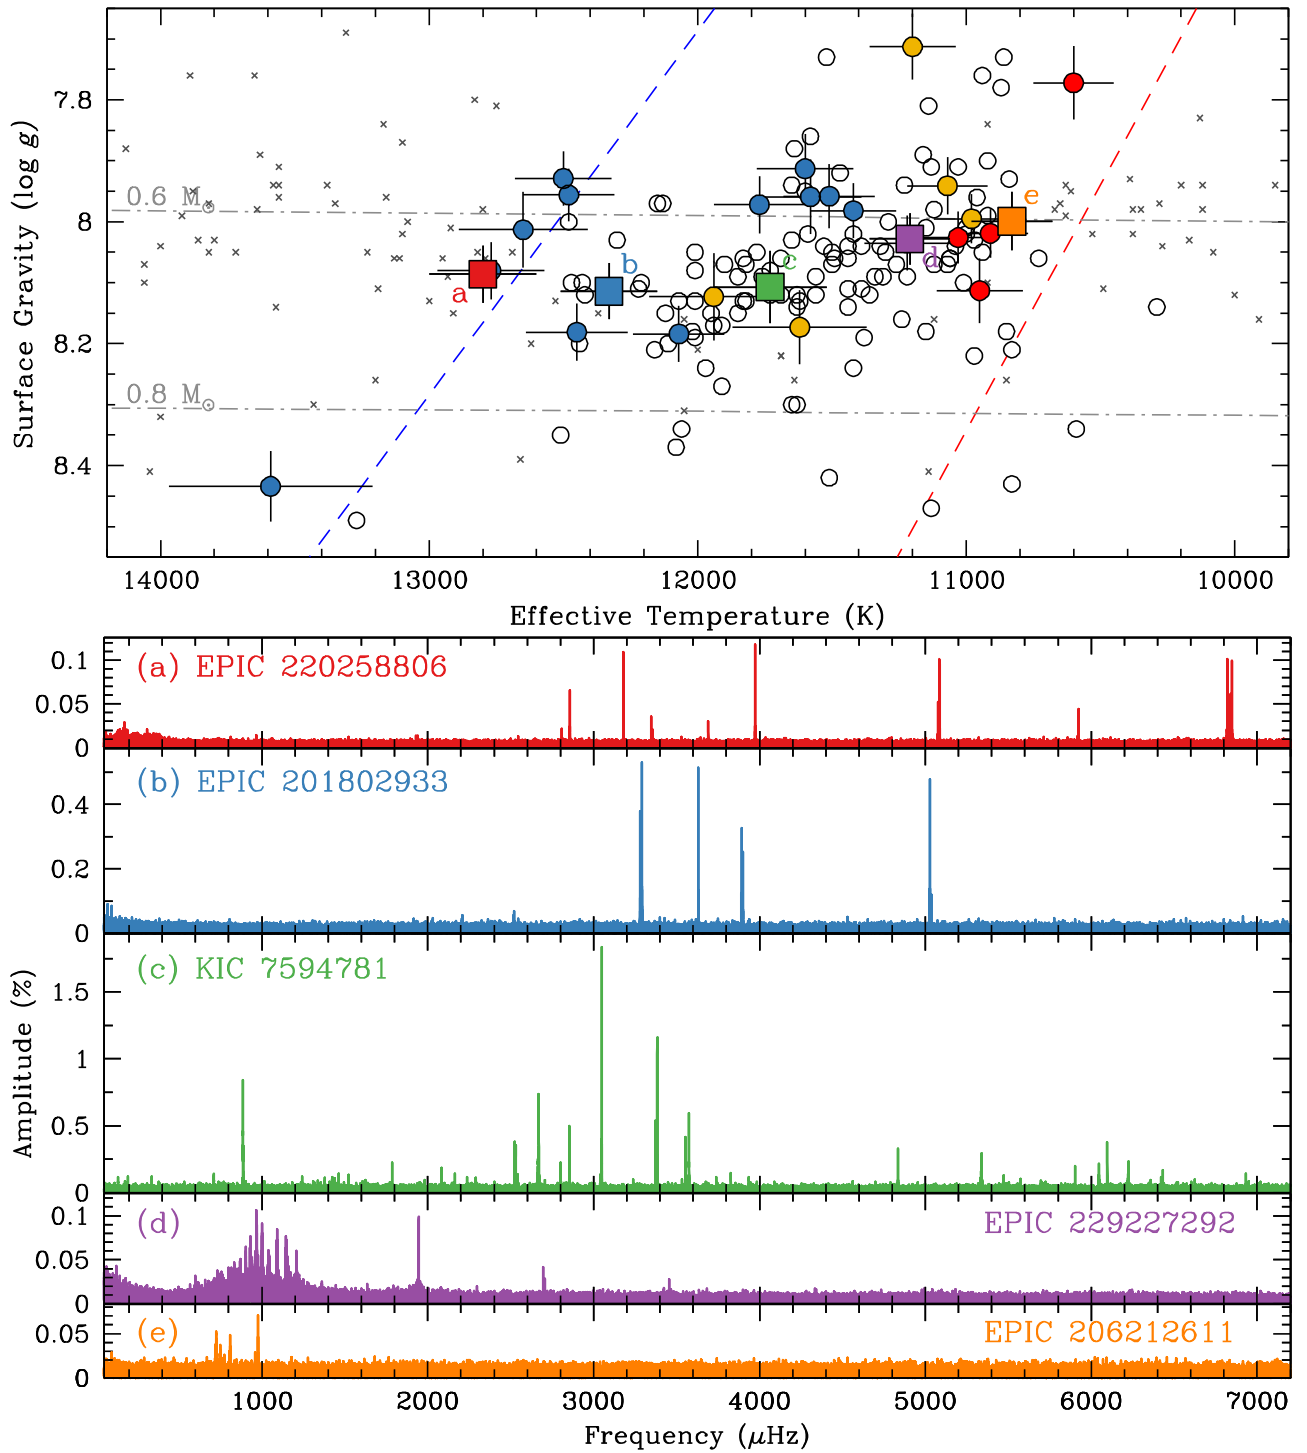 7.8
8
8.2
8.4
Surface Gravity (log g)
0.6 M⊙
0.8 M⊙
a
b
c
d
e
14000 13000 12000 11000 10000
Effective Temperature (K)
(a) EPIC 220258806
0.1
0.05
0
(b) EPIC 201802933
0.4
0.2
0
(c) KIC 7594781
1.5
1
0.5
0
Amplitude (%)
(d) EPIC 229227292
0.1
0.05
0
(e) EPIC 206212611
0.05
0
1000 2000 3000 4000 5000 6000 7000
Frequency (μHz)